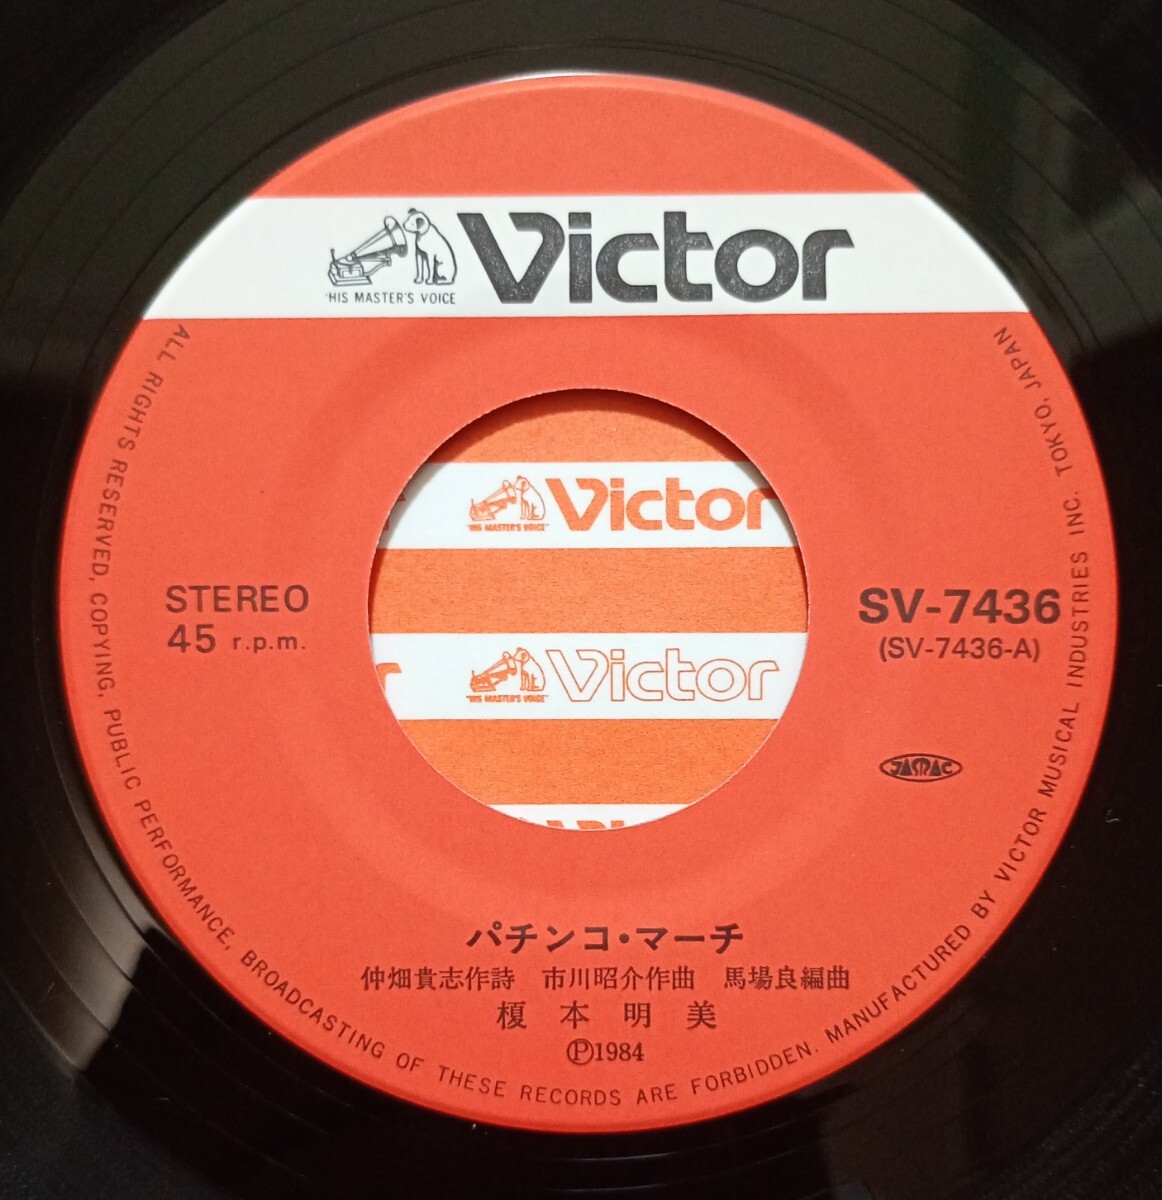 "HIS MASTER'S VOICE"
Victor
ALL RIGHTS RESERVED, COPYING, PUBLIC PERFORMANCE, BROADCASTING OF THESE RECORDS ARE FORBIDDEN. MANUFACTURED BY VICTOR MUSICAL INDUSTRIES INC. TOKYO, JAPAN
"HIS MASTER'S VOICE"
Victor
STEREO
45 r.p.m.
SV-7436
(SV-7436-A)
"HIS MASTER'S VOICE"
Victor
JASRAC
パチンコ・マーチ
仲畑貴志作詩 市川昭介作曲 馬場良編曲
榎本明美
Ⓟ1984